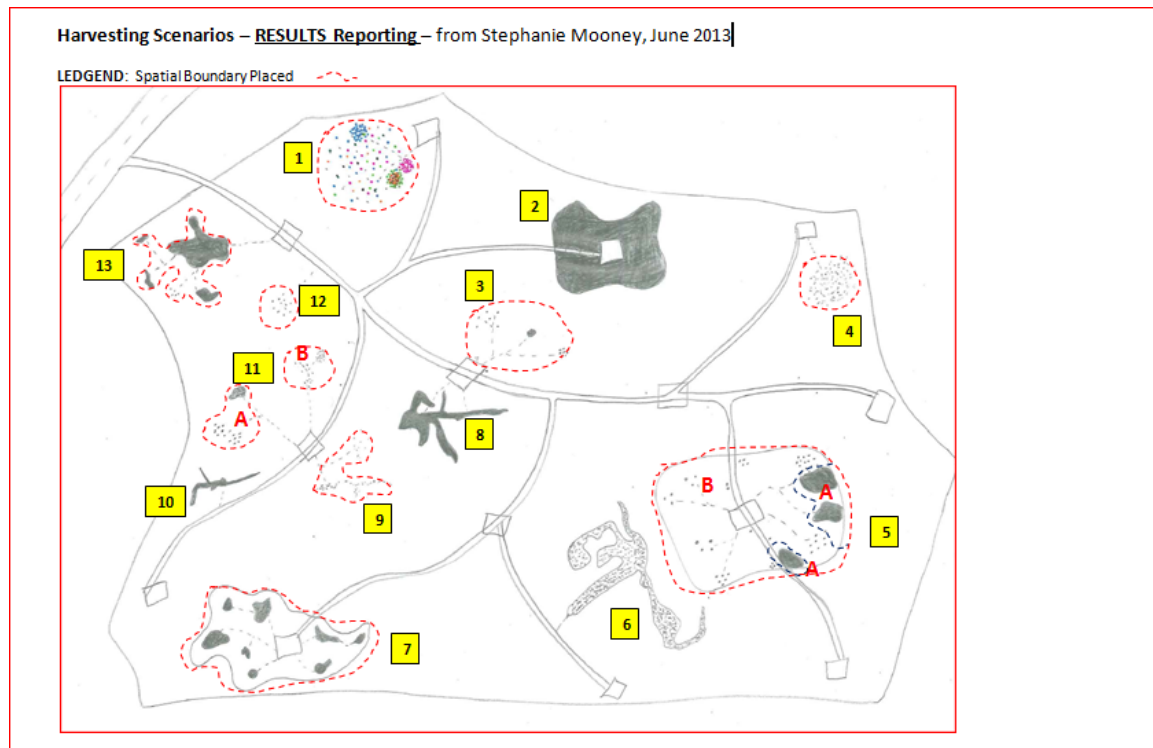 Harvesting Scenarios – RESULTS Reporting – from Stephanie Mooney, June 2013
LEDGEND: Spatial Boundary Placed
1
2
13
3
12
4
B
11
A
8
B
A
10
9
5
A
6
7